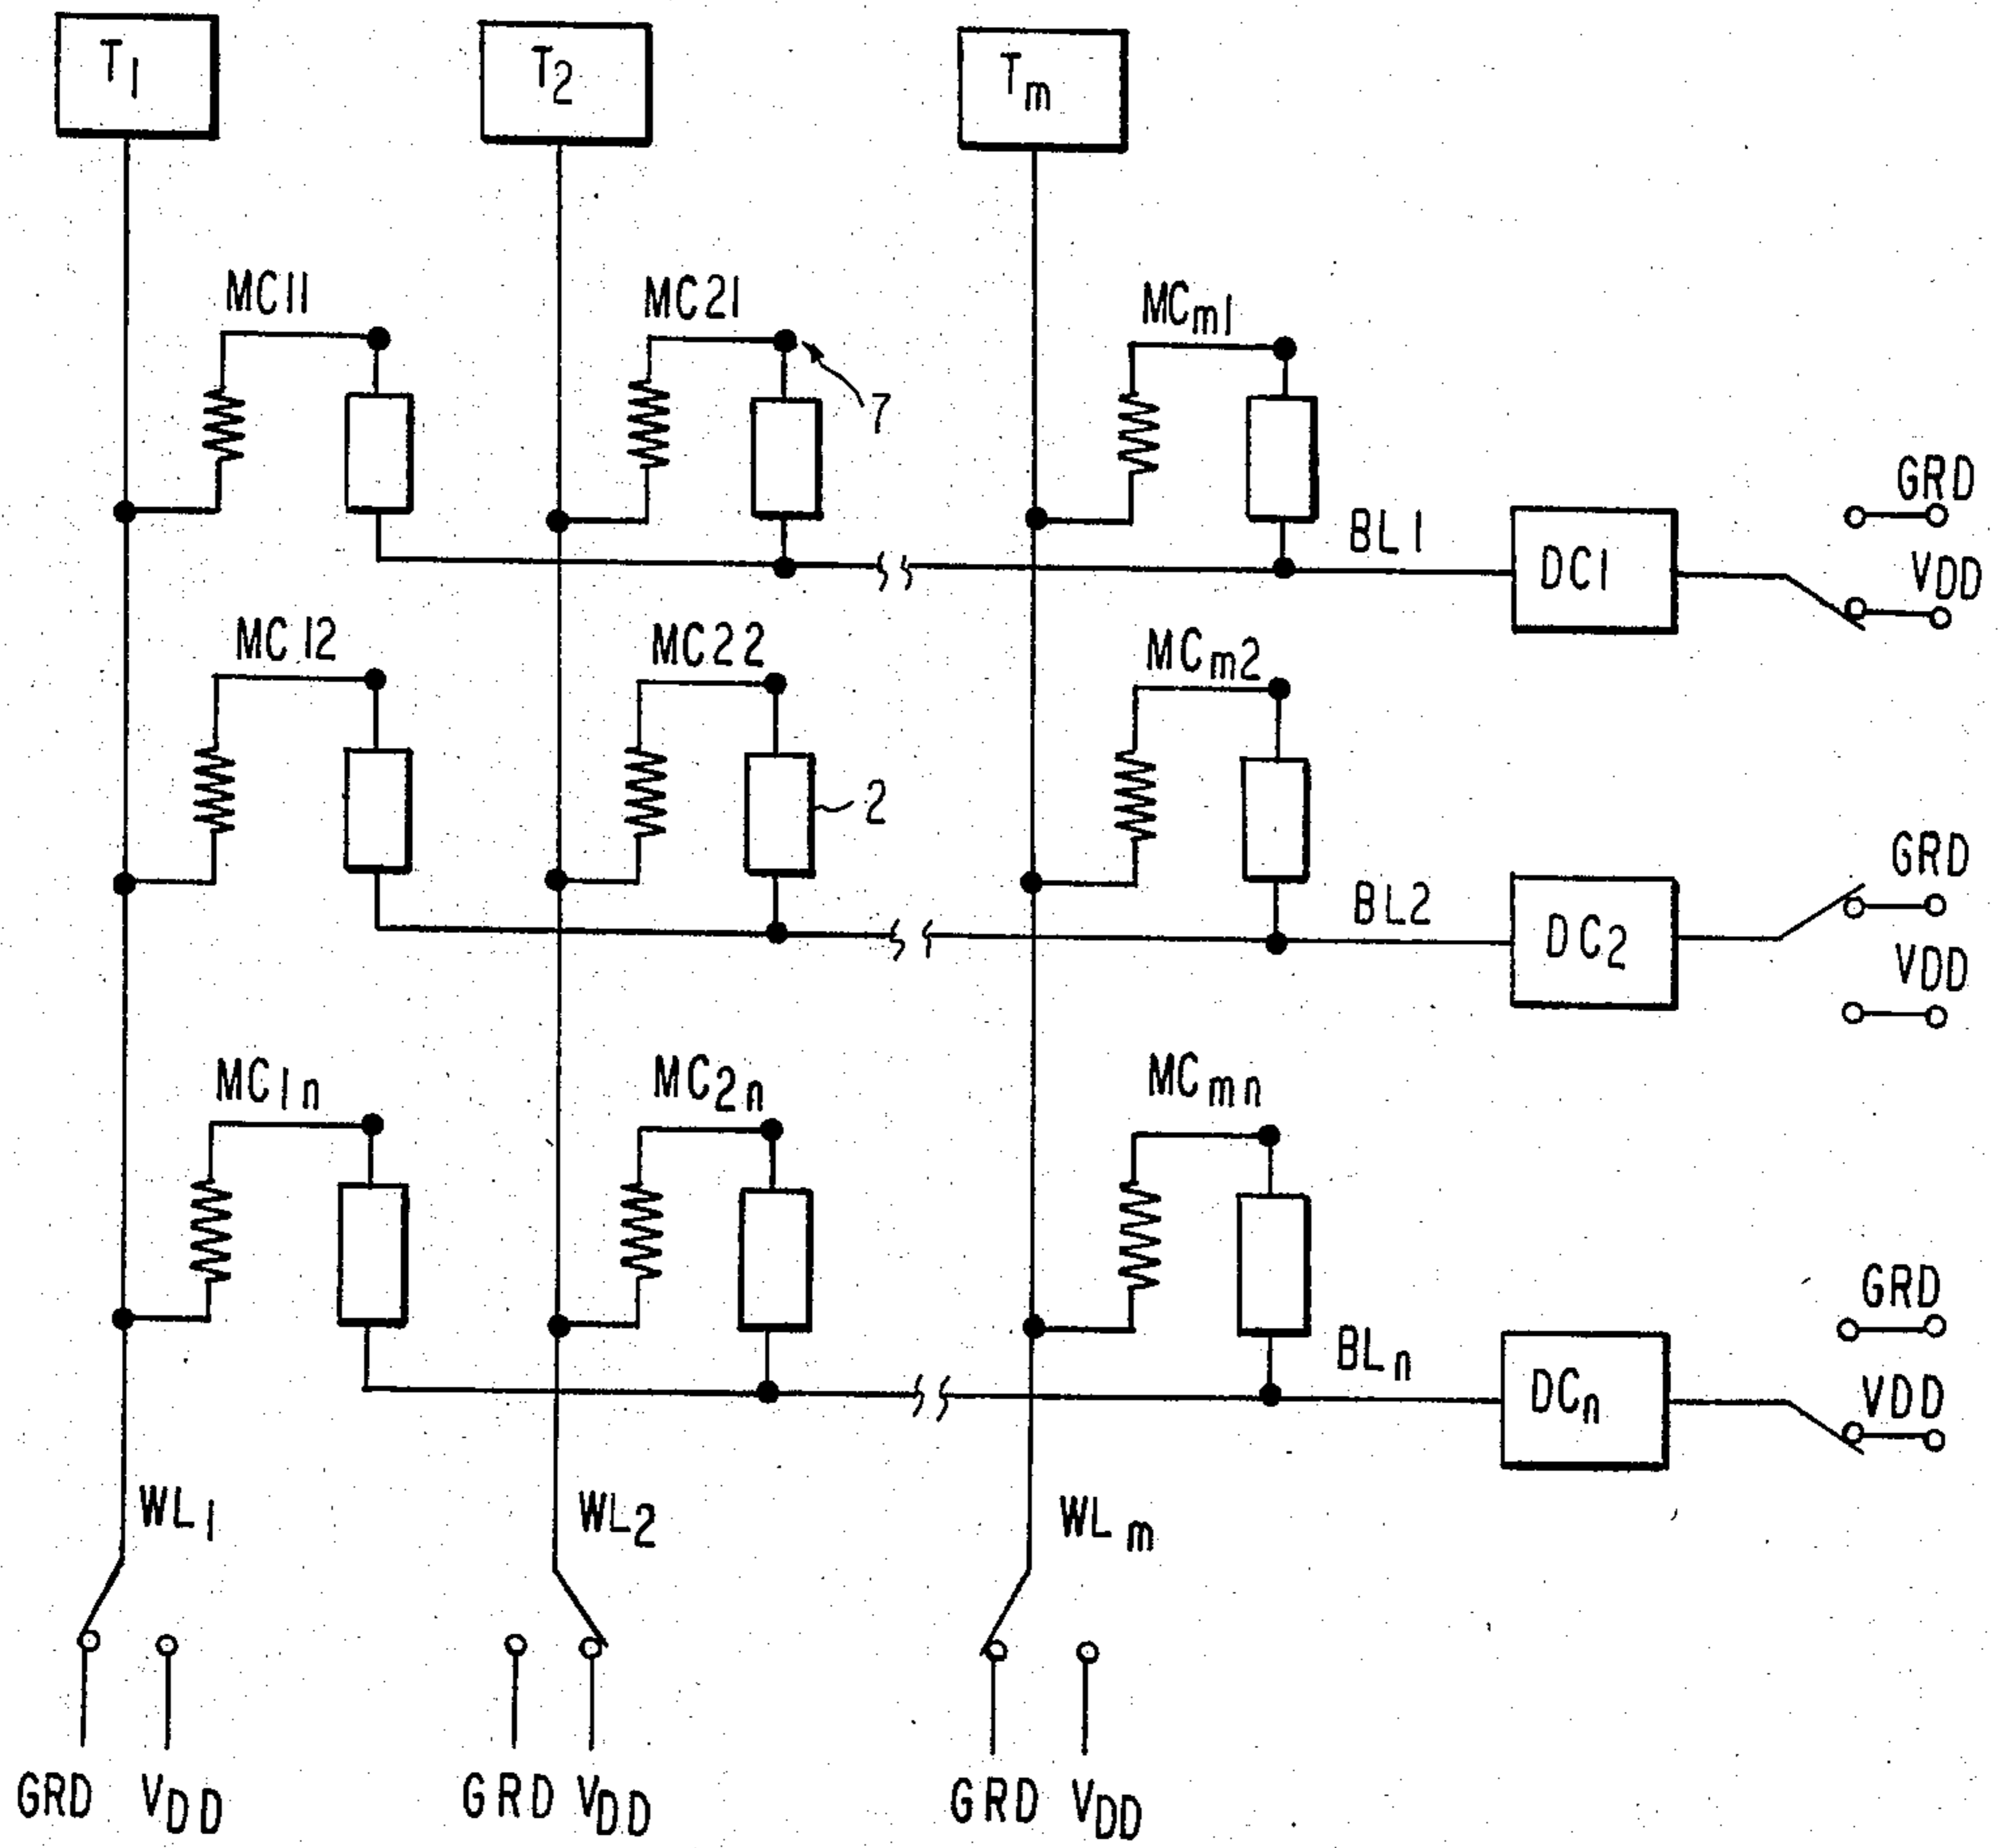 T1 T2 Tm
MC11 MC21 MCm1
7
GRD
BL1
DC1 VDD
MC12 MC22 MCm2
2
GRD
BL2
DC2
VDD
MC1n MC2n MCmn
GRD
BLn
DCn VDD
WL1 WL2 WLm
GRD VDD GRD VDD GRD VDD